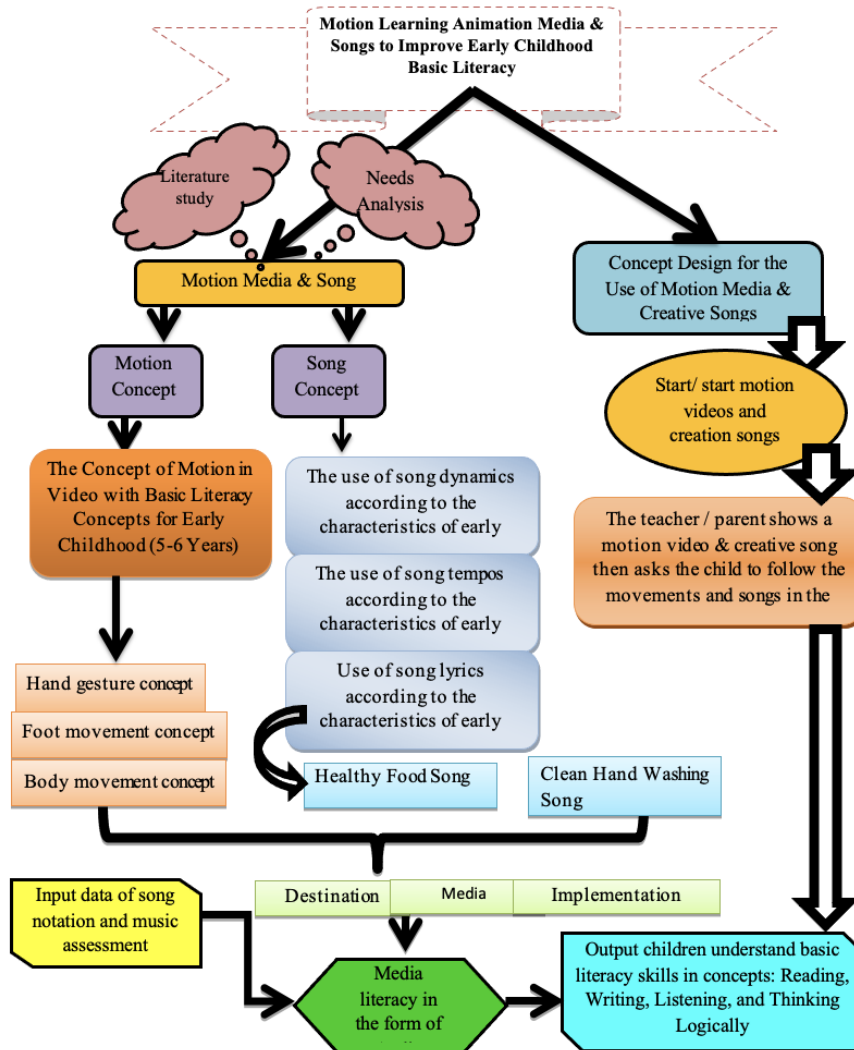 Motion Learning Animation Media &
Songs to Improve Early Childhood
Basic Literacy
Literature
study
Needs
Analysis
Motion Media & Song
Concept Design for the
Use of Motion Media &
Creative Songs
Motion
Concept
Song
Concept
Start/ start motion
videos and
creation songs
The Concept of Motion in
Video with Basic Literacy
Concepts for Early
Childhood (5-6 Years)
The use of song dynamics
according to the
characteristics of early
The use of song tempos
according to the
characteristics of early
Use of song lyrics
according to the
characteristics of early
The teacher / parent shows a
motion video & creative song
then asks the child to follow the
movements and songs in the
Hand gesture concept
Foot movement concept
Body movement concept
Healthy Food Song
Clean Hand Washing
Song
Input data of song
notation and music
assessment
Destination
Media
Implementation
Media
literacy in
the form of
Output children understand basic
literacy skills in concepts: Reading,
Writing, Listening, and Thinking
Logically